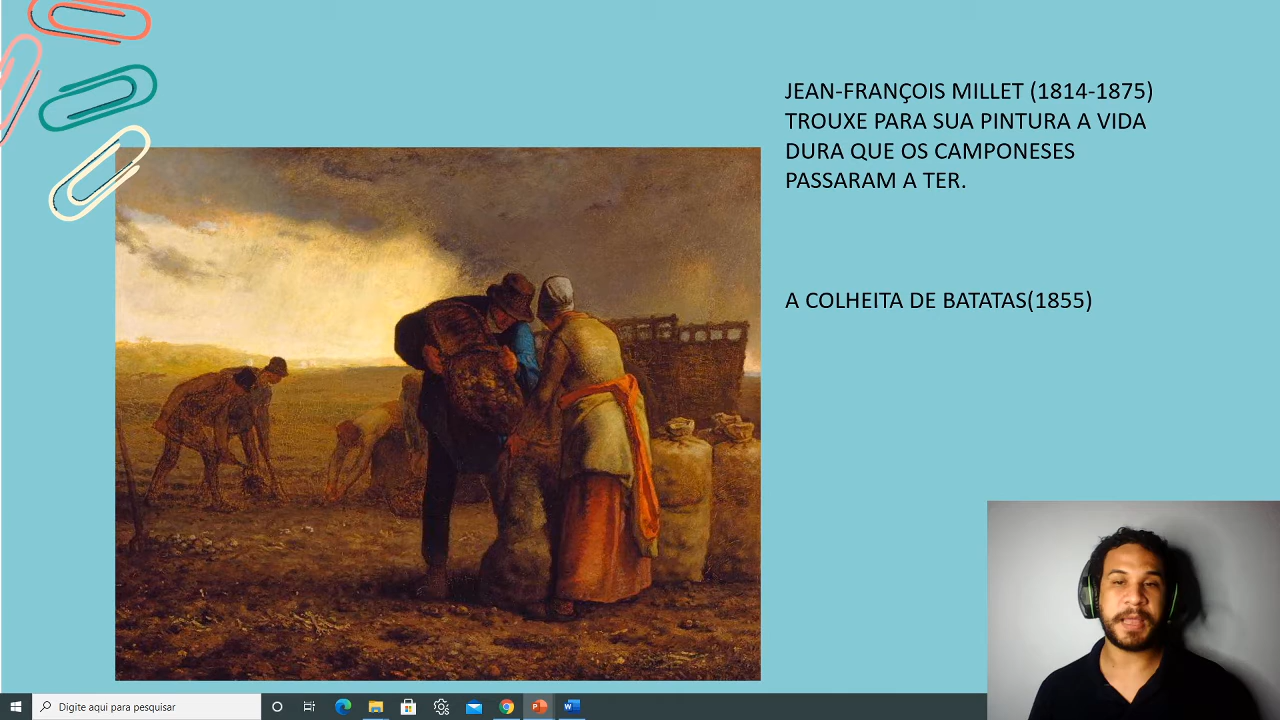 JEAN-FRANÇOIS MILLET (1814-1875)
TROUXE PARA SUA PINTURA A VIDA
DURA QUE OS CAMPONESES
PASSARAM A TER.
A COLHEITA DE BATATAS(1855)
Digite aqui para pesquisar